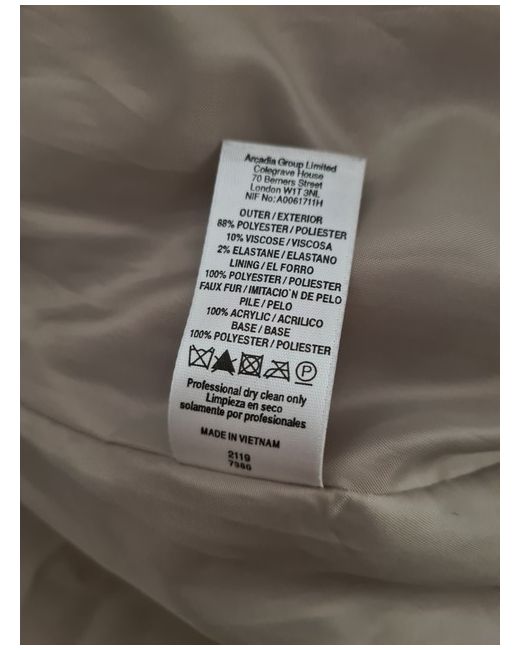 Arcadia Group Limited
Colegrave House
70 Berners Street
London W1T 3NL
NIF No: A0061711H
OUTER / EXTERIOR
88% POLYESTER / POLIESTER
10% VISCOSE / VISCOSA
2% ELASTANE / ELASTANO
LINING / EL FORRO
100% POLYESTER / POLIESTER
FAUX FUR / IMITACIO`N DE PELO
PILE / PELO
100% ACRYLIC / ACRILICO
BASE / BASE
100% POLYESTER / POLIESTER
P
Professional dry clean only
Limpieza en seco
solamente por profesionales
MADE IN VIETNAM
2119
7360